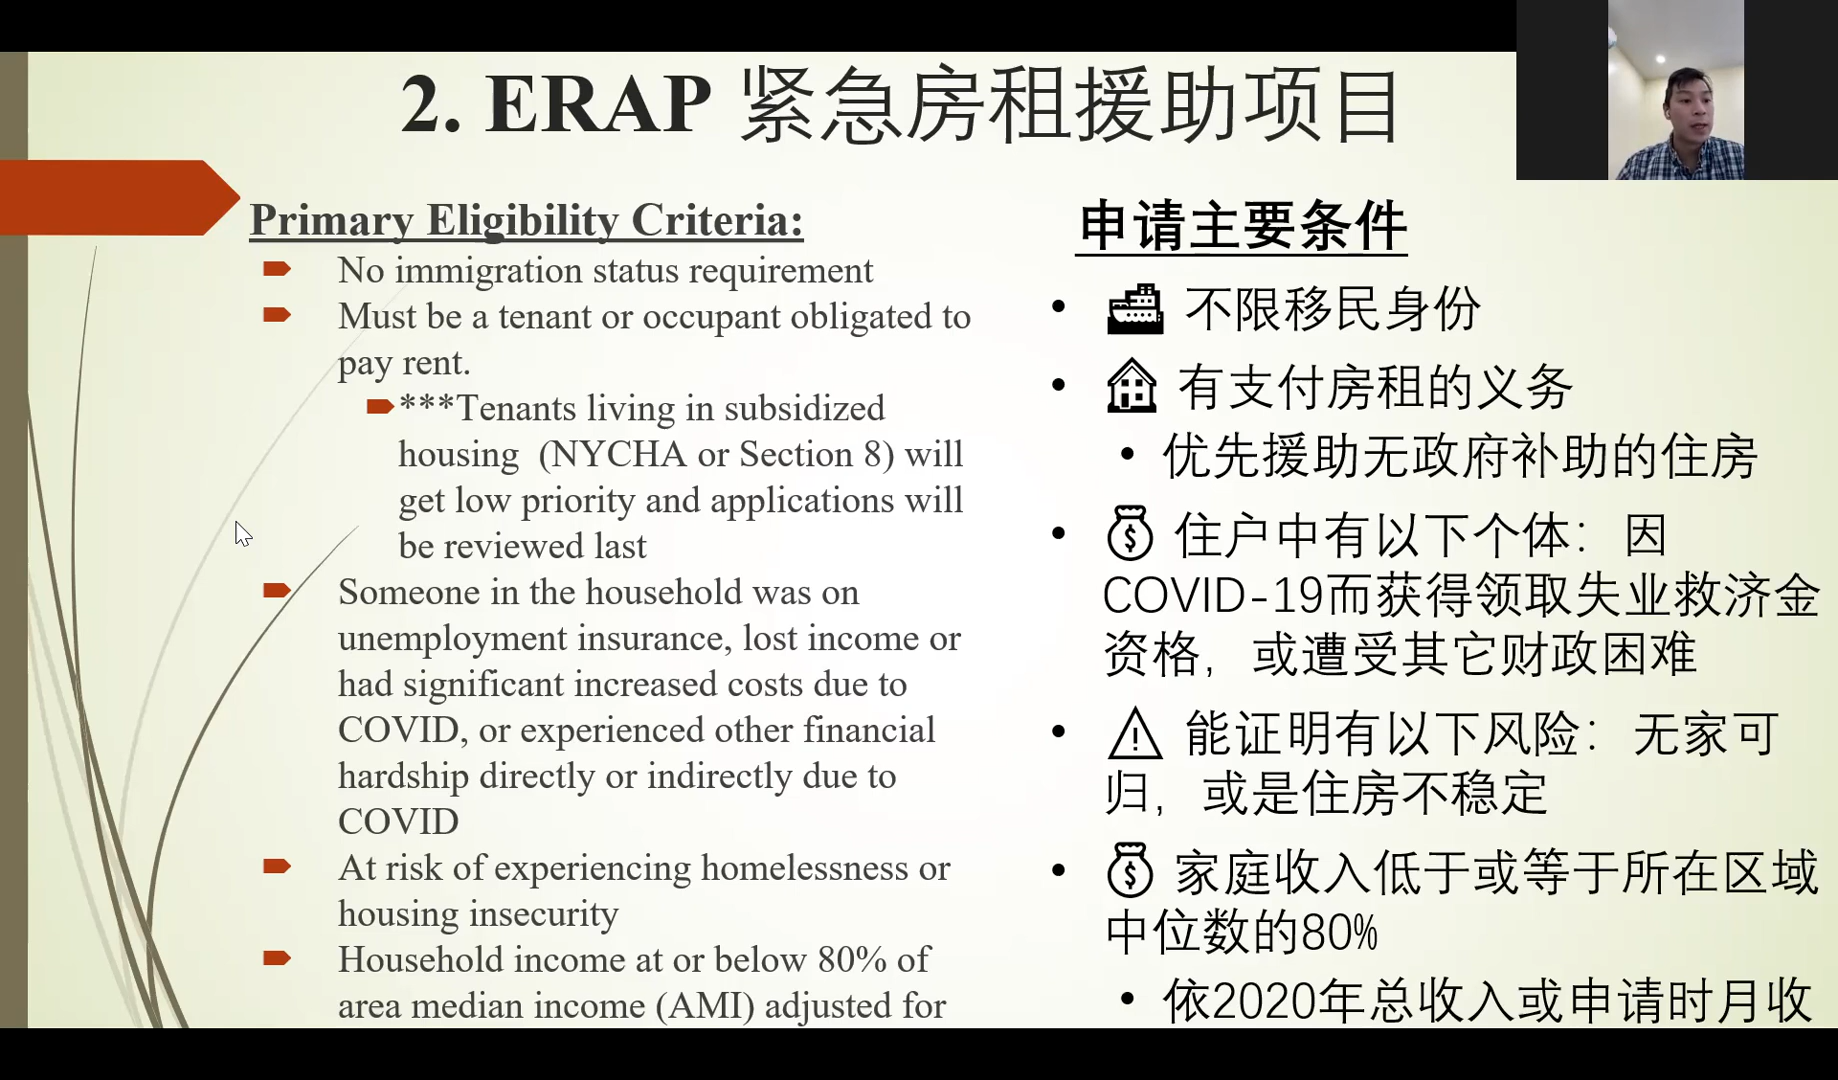 2. ERAP 紧急房租援助项目
Primary Eligibility Criteria:
No immigration status requirement
Must be a tenant or occupant obligated to
pay rent.
***Tenants living in subsidized
housing (NYCHA or Section 8) will
get low priority and applications will
be reviewed last
Someone in the household was on
unemployment insurance, lost income or
had significant increased costs due to
COVID, or experienced other financial
hardship directly or indirectly due to
COVID
At risk of experiencing homelessness or
housing insecurity
Household income at or below 80% of
area median income (AMI) adjusted for
申请主要条件
• 不限移民身份
• 有支付房租的义务
• 优先援助无政府补助的住房
• 住户中有以下个体：因
COVID-19而获得领取失业救济金
资格，或遭受其它财政困难
• 能证明有以下风险：无家可
归，或是住房不稳定
• 家庭收入低于或等于所在区域
中位数的80%
• 依2020年总收入或申请时月收